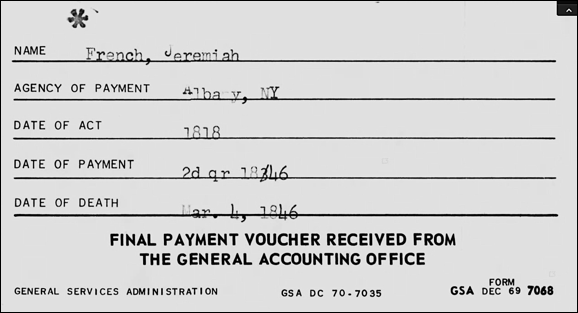 *
NAME French, Jeremiah
AGENCY OF PAYMENT Albany, NY
DATE OF ACT 1818
DATE OF PAYMENT 2d qr 1846
DATE OF DEATH Mar. 4, 1846
FINAL PAYMENT VOUCHER RECEIVED FROM
THE GENERAL ACCOUNTING OFFICE
GENERAL SERVICES ADMINISTRATION GSA DC 70-7035 GSA FORM DEC 69 7068